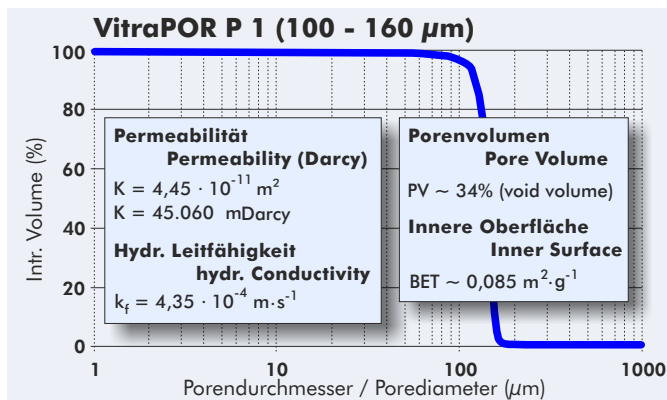 VitraPOR P 1 (100 - 160 µm)
Intr. Volume (%)
100
80
60
40
20
0
Permeabilität
Permeability (Darcy)
K = 4,45 · 10⁻¹¹ m²
K = 45.060 mDarcy
Hydr. Leitfähigkeit
hydr. Conductivity
k_f = 4,35 · 10⁻⁴ m·s⁻¹
Porenvolumen
Pore Volume
PV ~ 34% (void volume)
Innere Oberfläche
Inner Surface
BET ~ 0,085 m²·g⁻¹
1 10 100 1000
Porendurchmesser / Porediameter (µm)